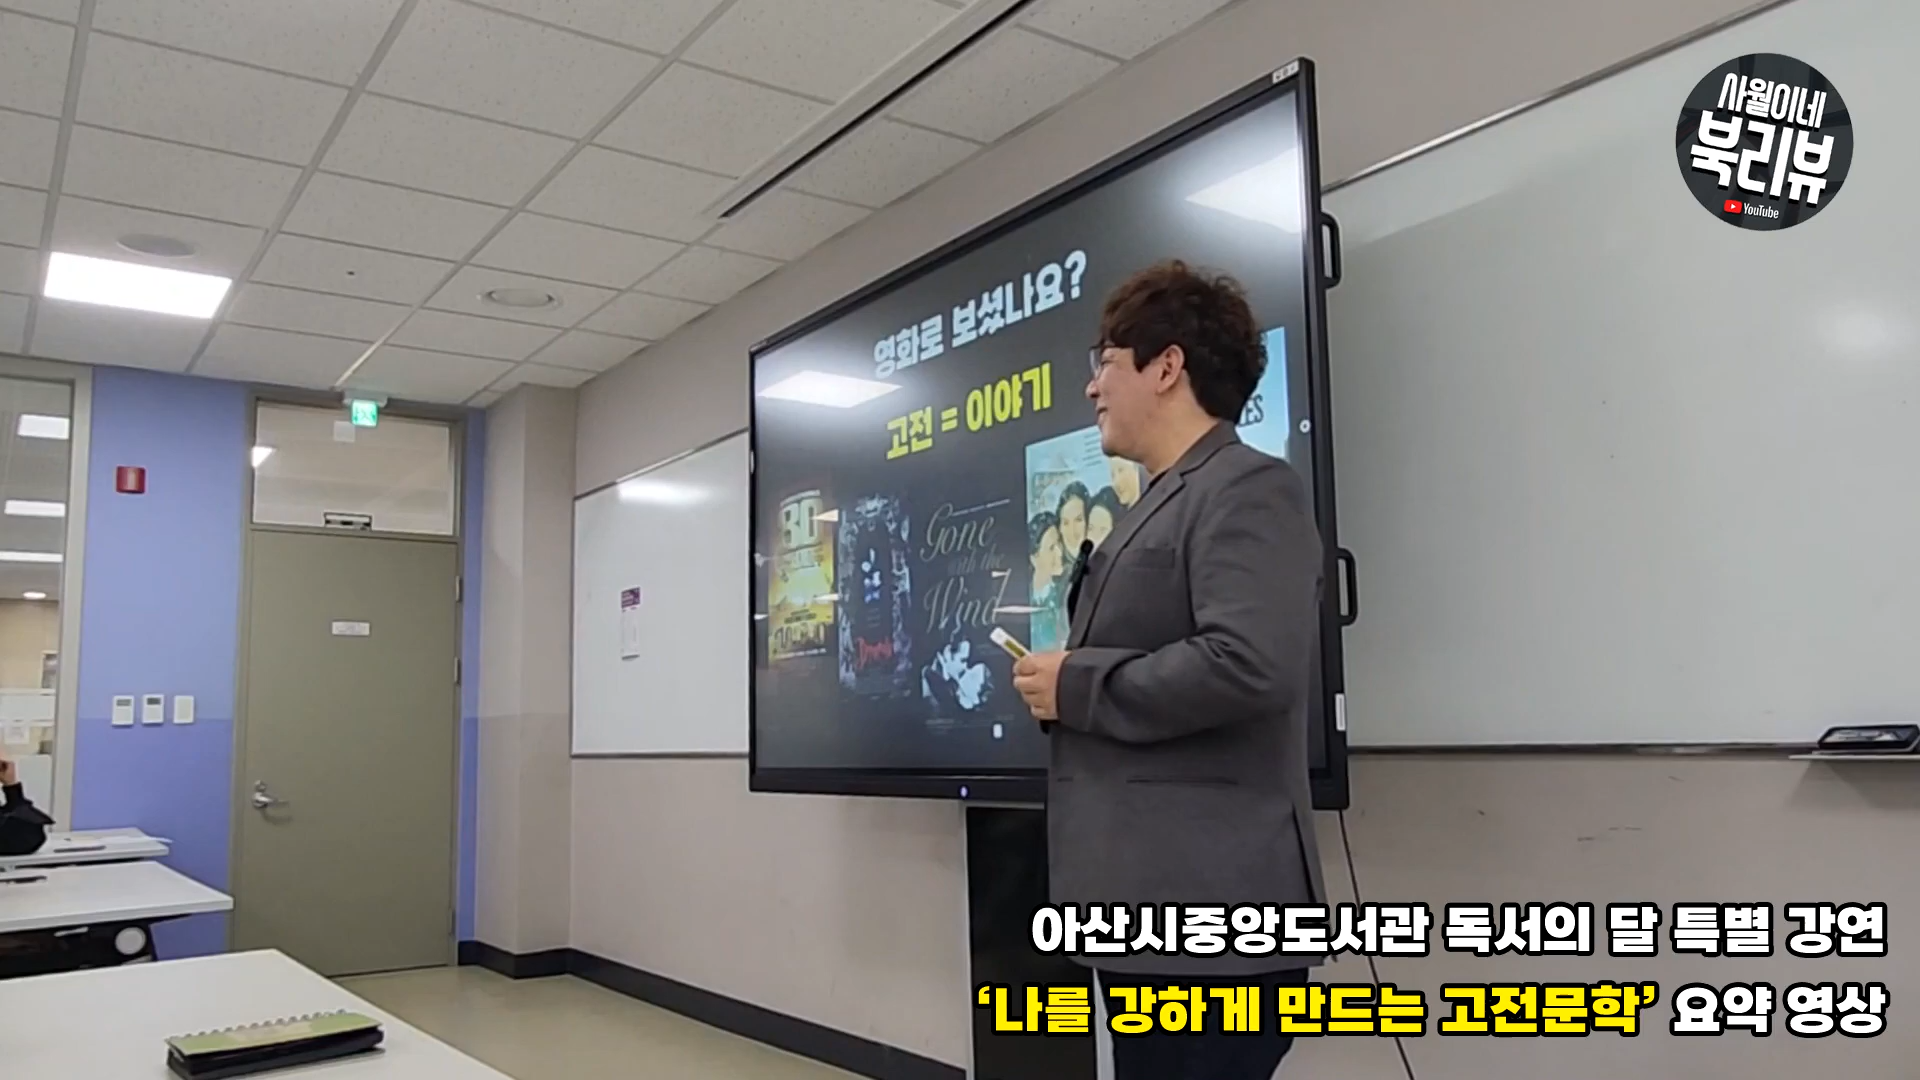 사월이네
북리뷰
YouTube
영화로 보셨나요?
고전 = 이야기
80
Gone
with the
Wind
아산시중앙도서관 독서의 달 특별 강연
‘나를 강하게 만드는 고전문학’ 요약 영상